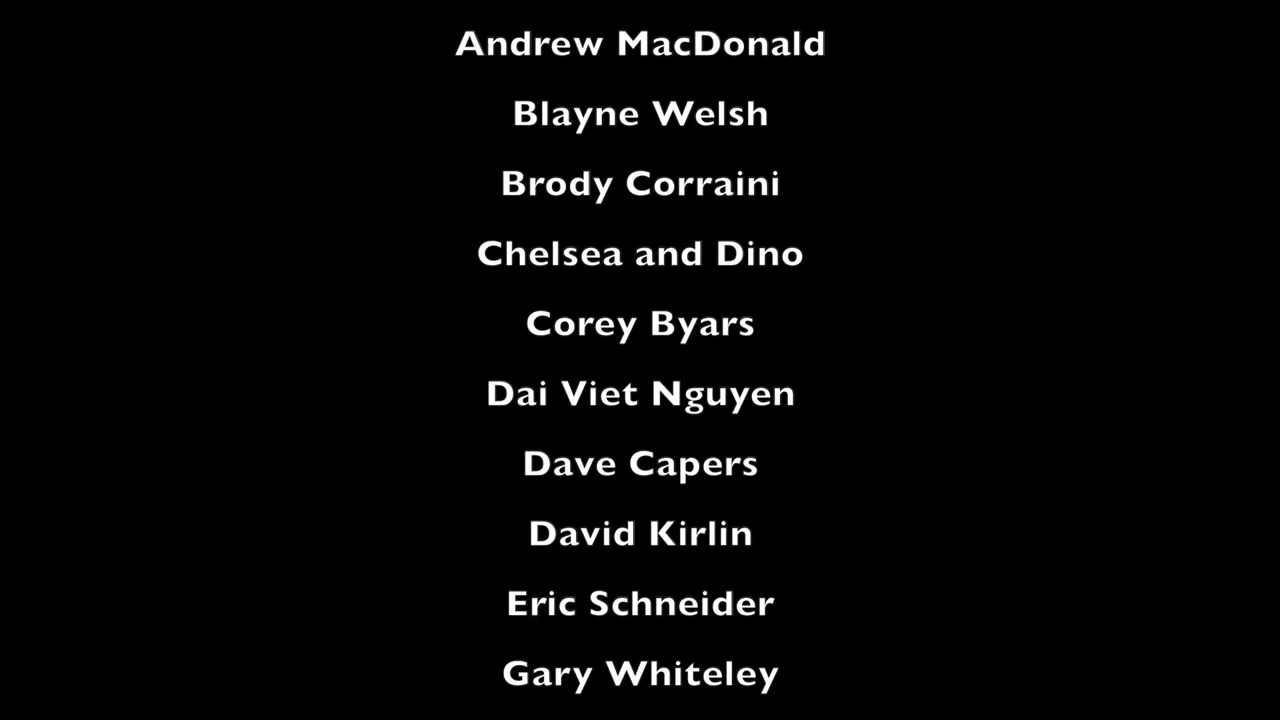 Andrew MacDonald
Blayne Welsh
Brody Corraini
Chelsea and Dino
Corey Byars
Dai Viet Nguyen
Dave Capers
David Kirlin
Eric Schneider
Gary Whiteley